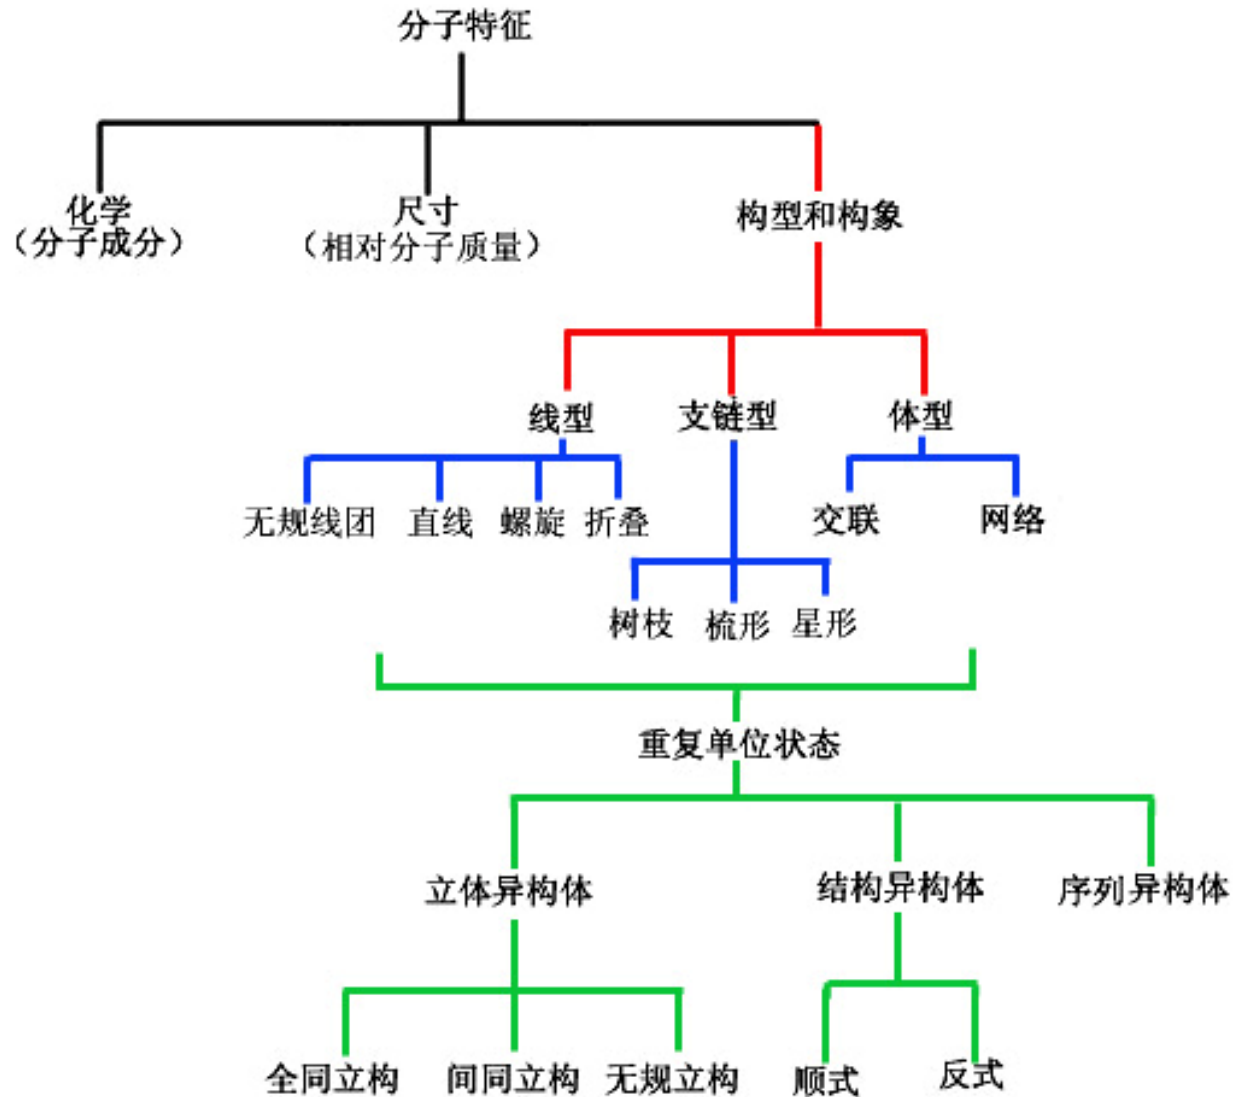 分子特征
化学
（分子成分）
尺寸
（相对分子质量）
构型和构象
线型
支链型
体型
无规线团
直线
螺旋
折叠
交联
网络
树枝
梳形
星形
重复单位状态
立体异构体
结构异构体
序列异构体
全同立构
间同立构
无规立构
顺式
反式